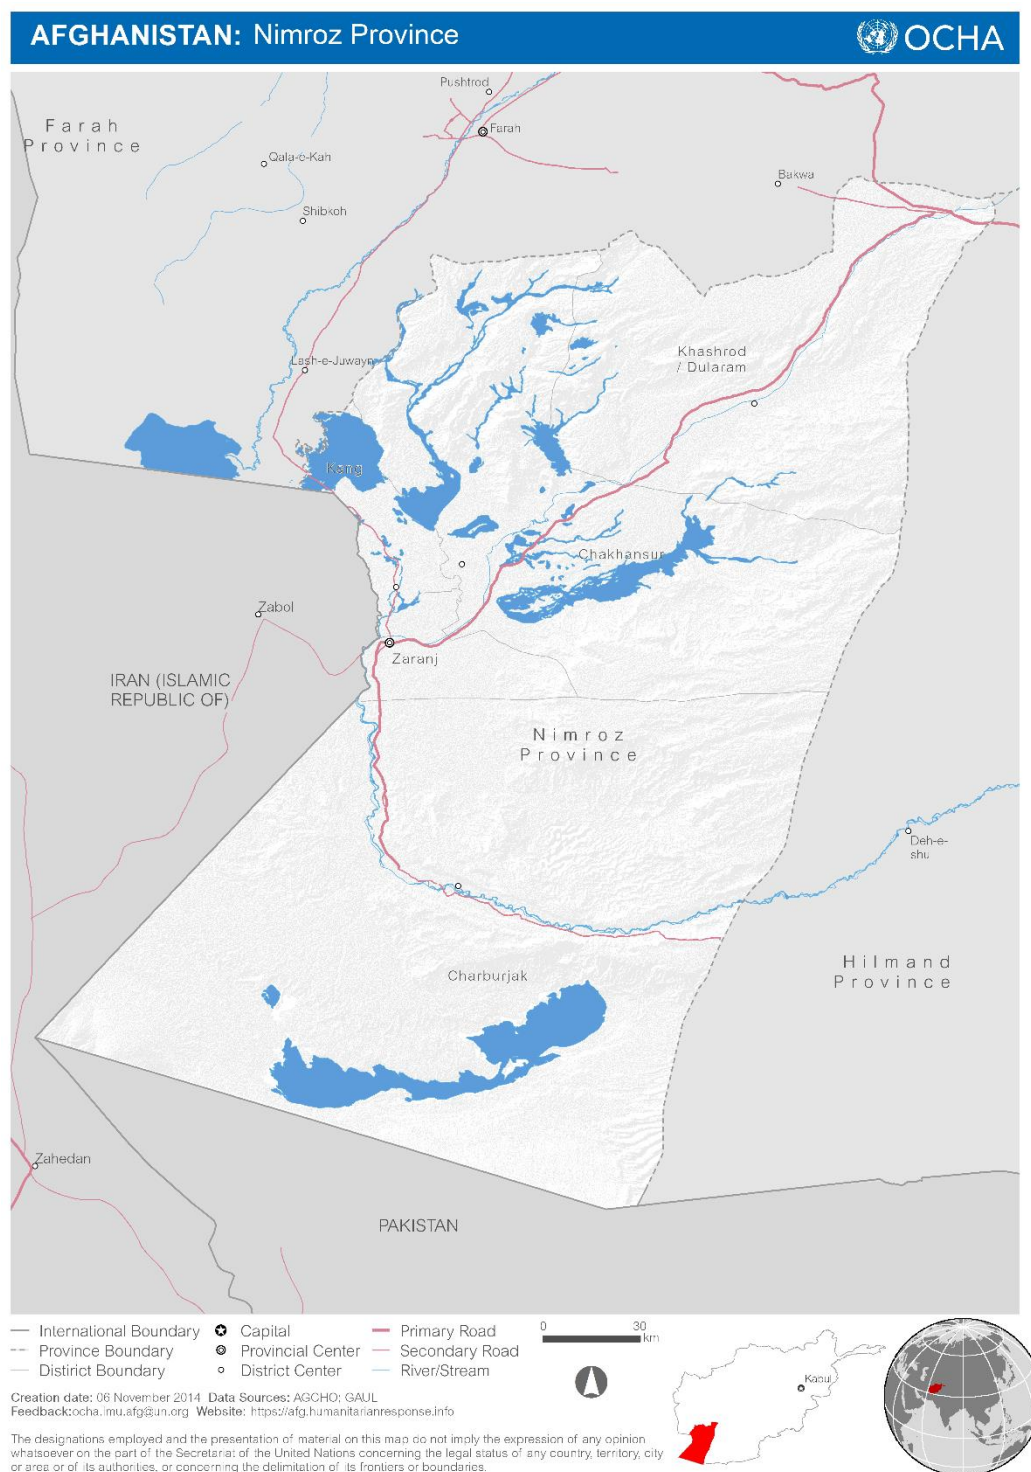 AFGHANISTAN: Nimroz Province
OCHA
Pushtrod
Farah
Province
Farah
Qala-e-Kah
Bakwa
Shibkoh
Khashrod
/ Dularam
Lash-e-Juwayn
Kang
Chakhansur
Zabol
Zaranj
IRAN (ISLAMIC
REPUBLIC OF)
Nimroz
Province
Deh-e-
shu
Charburjak
Hilmand
Province
Zahedan
PAKISTAN
International Boundary
Province Boundary
District Boundary
Capital
Provincial Center
District Center
Primary Road
Secondary Road
River/Stream
0 30
km
Kabul
Creation date: 06 November 2014 Data Sources: AGCHO; GAUL
Feedback:ocha.imu.afg@un.org Website: https://afg.humanitarianresponse.info
The designations employed and the presentation of material on this map do not imply the expression of any opinion
whatsoever on the part of the Secretariat of the United Nations concerning the legal status of any country, territory, city
or area or of its authorities, or concerning the delimitation of its frontiers or boundaries.